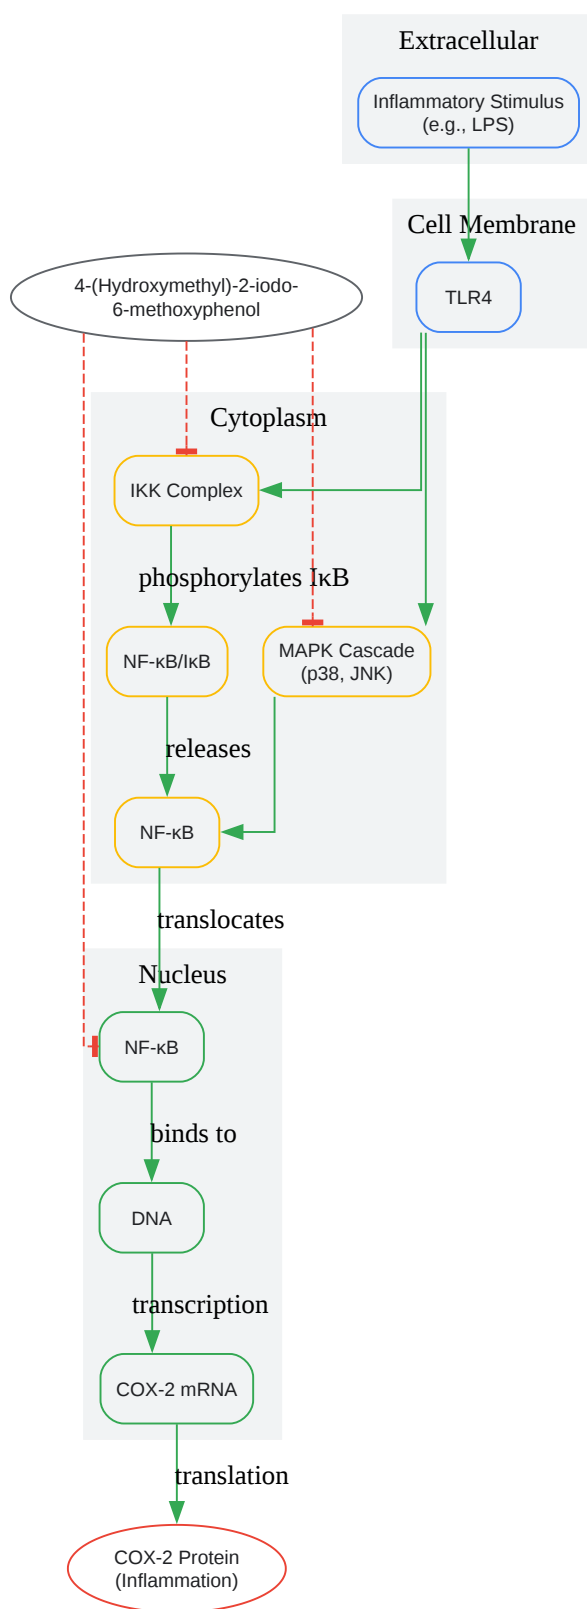 Extracellular
Inflammatory Stimulus
(e.g., LPS)
Cell Membrane
TLR4
4-(Hydroxymethyl)-2-iodo-
6-methoxyphenol
Cytoplasm
IKK Complex
phosphorylates IκB
NF-κB/IκB
MAPK Cascade
(p38, JNK)
releases
NF-κB
translocates
Nucleus
NF-κB
binds to
DNA
transcription
COX-2 mRNA
translation
COX-2 Protein
(Inflammation)